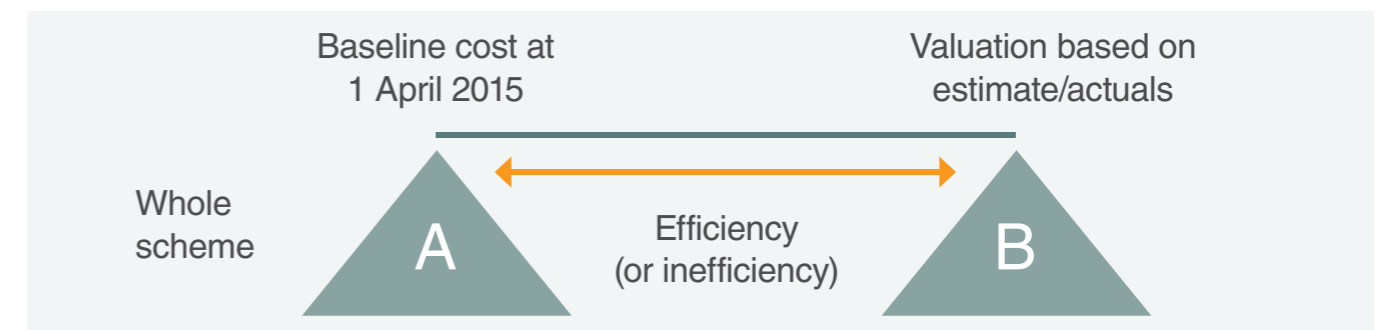 Baseline cost at
1 April 2015
Valuation based on
estimate/actuals
Whole
scheme
A
Efficiency
(or inefficiency)
B